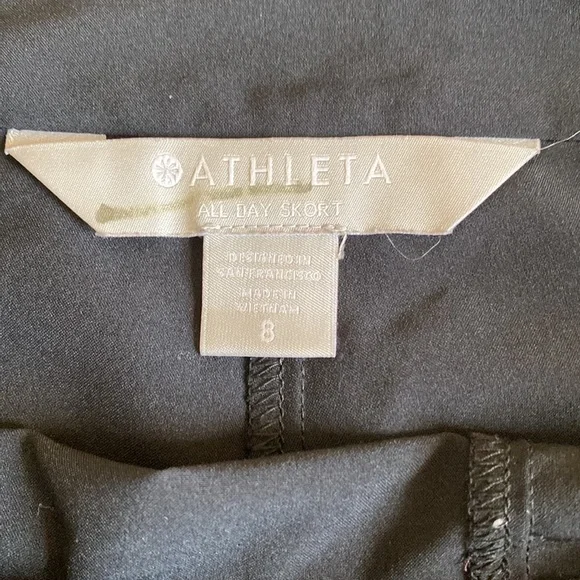 ATHLETA
ALL DAY SKORT
DESIGNED IN
SAN FRANCISCO
MADE IN
VIETNAM
8